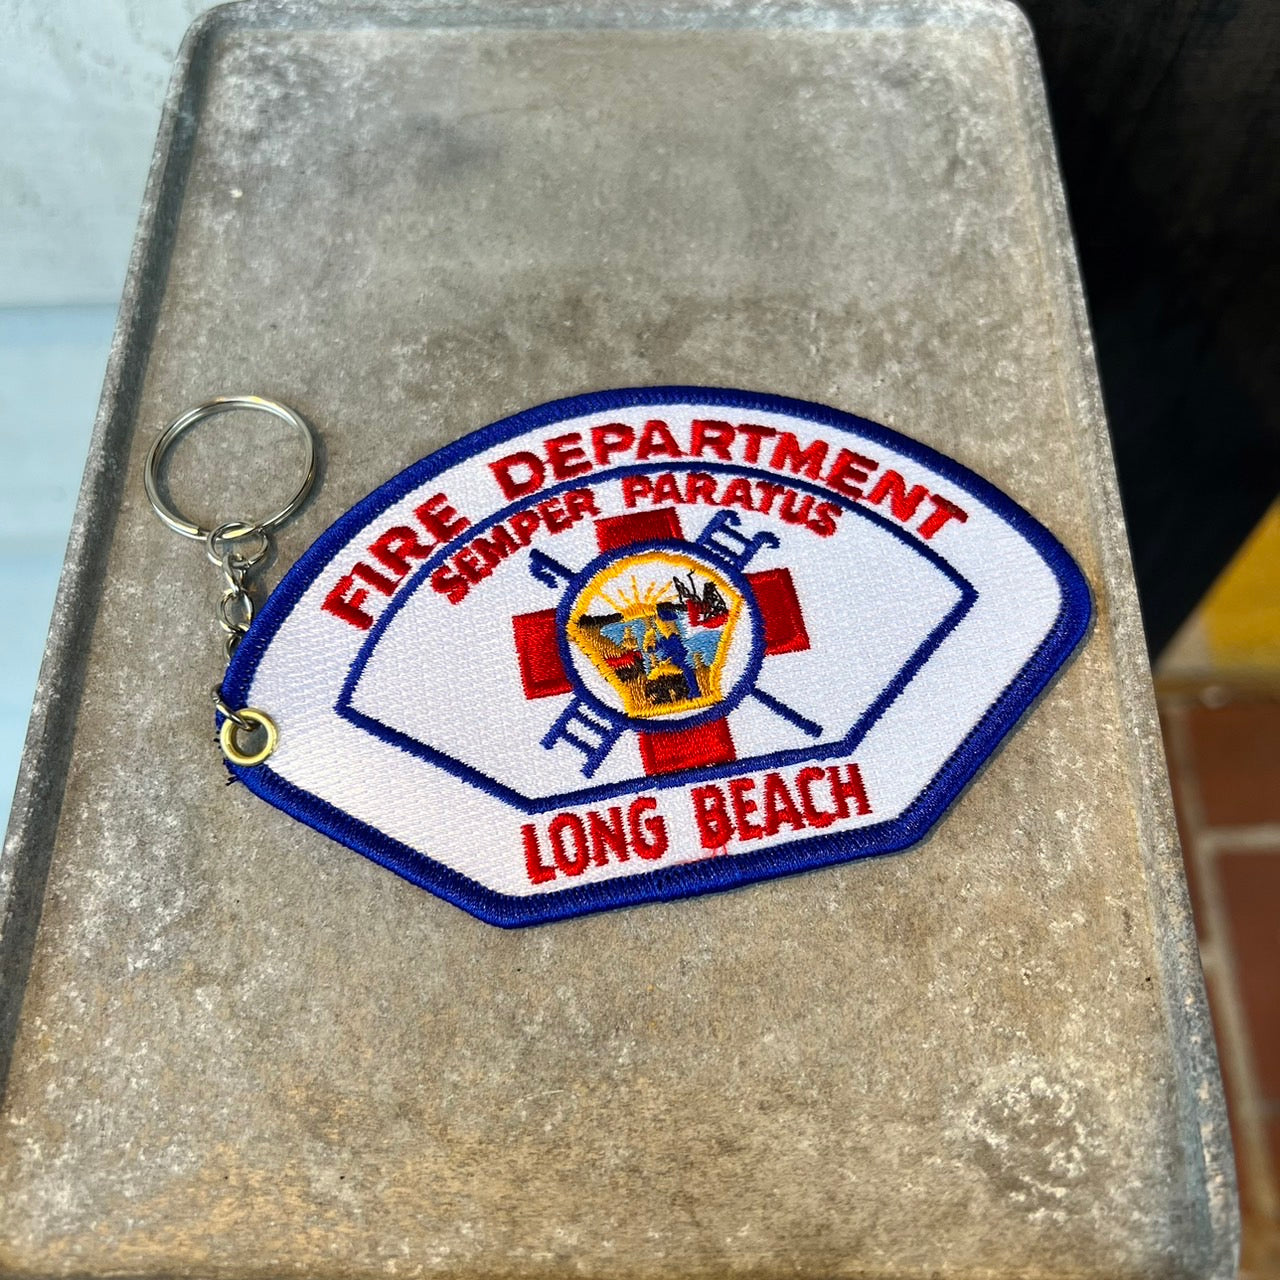 FIRE DEPARTMENT
SEMPER PARATUS
LONG BEACH